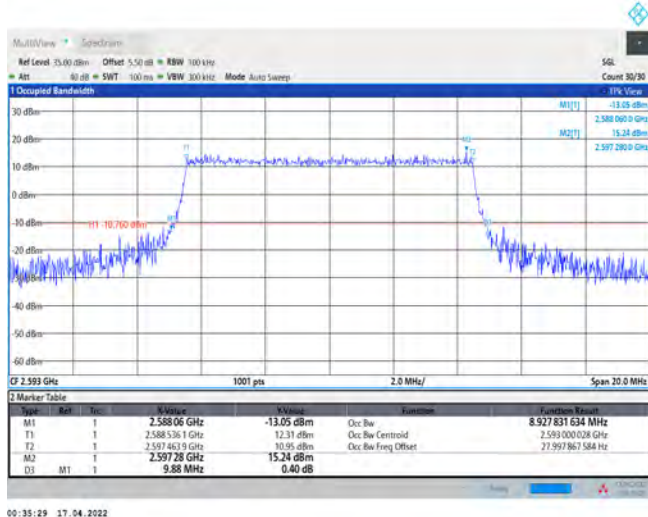 MultiView Spectrum
Ref Level 35.00 dBm Offset 5.50 dB RBW 100 kHz SGL
Att 40 dB SWT 100 ms VBW 300 kHz Mode Auto Sweep Count 30/30
1 Occupied Bandwidth 1Pk View
M1[1] -13.05 dBm
2.588 060 0 GHz
M2[1] 15.24 dBm
2.597 280 0 GHz
30 dBm
20 dBm
10 dBm
0 dBm
-10 dBm
H1 -10.760 dBm
-20 dBm
-40 dBm
-50 dBm
-60 dBm
T1
M2
T2
M1
CF 2.593 GHz 1001 pts 2.0 MHz/ Span 20.0 MHz
2 Marker Table
Type Ref Trc X-Value Y-Value Function Function Result
M1 1 2.588 06 GHz -13.05 dBm Occ Bw 8.927 831 634 MHz
T1 1 2.588 536 1 GHz 12.31 dBm Occ Bw Centroid 2.593 000 028 GHz
T2 1 2.597 463 9 GHz 10.95 dBm Occ Bw Freq Offset 27.997 867 584 Hz
M2 1 2.597 28 GHz 15.24 dBm
D3 M1 1 9.88 MHz 0.40 dB
00:35:29 17.04.2022